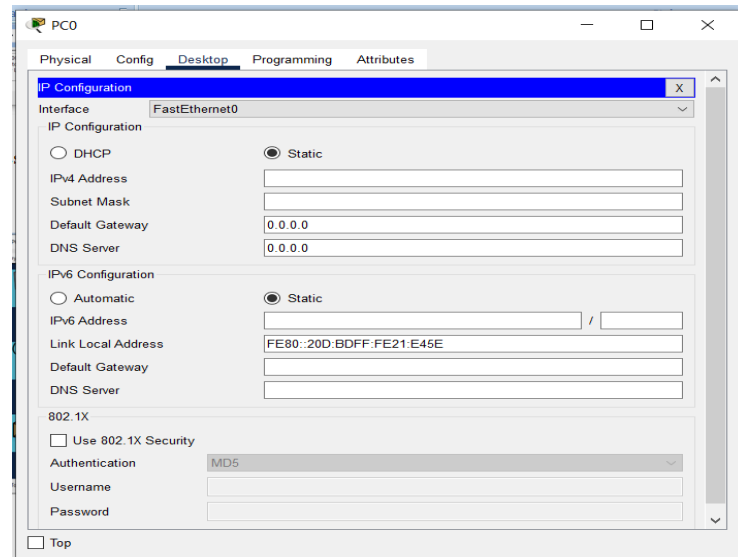 PC0
Physical Config Desktop Programming Attributes
IP Configuration X
Interface FastEthernet0
IP Configuration
DHCP Static
IPv4 Address
Subnet Mask
Default Gateway 0.0.0.0
DNS Server 0.0.0.0
IPv6 Configuration
Automatic Static
IPv6 Address /
Link Local Address FE80::20D:BDFF:FE21:E45E
Default Gateway
DNS Server
802.1X
Use 802.1X Security
Authentication MD5
Username
Password
Top